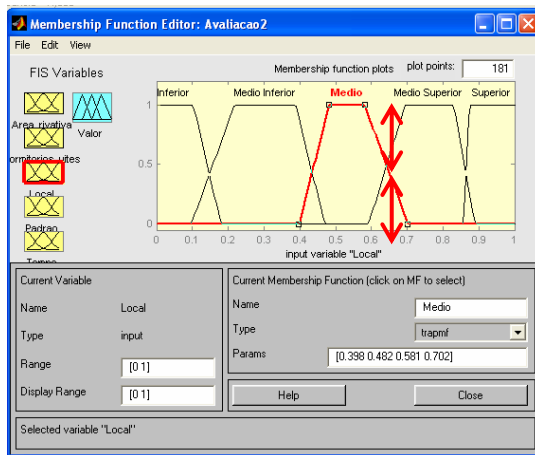 Membership Function Editor: Avaliacao2
File Edit View
FIS Variables
Membership function plots
plot points:
181
Valor
Local
Padrao
Inferior
Medio Inferior
Medio
Medio Superior
Superior
1
0.5
0
0 0.1 0.2 0.3 0.4 0.5 0.6 0.7 0.8 0.9 1
input variable "Local"
Current Variable
Name Local
Type input
Range [0 1]
Display Range [0 1]
Current Membership Function (click on MF to select)
Name Medio
Type trapmf
Params [0.398 0.482 0.581 0.702]
Help Close
Selected variable "Local"